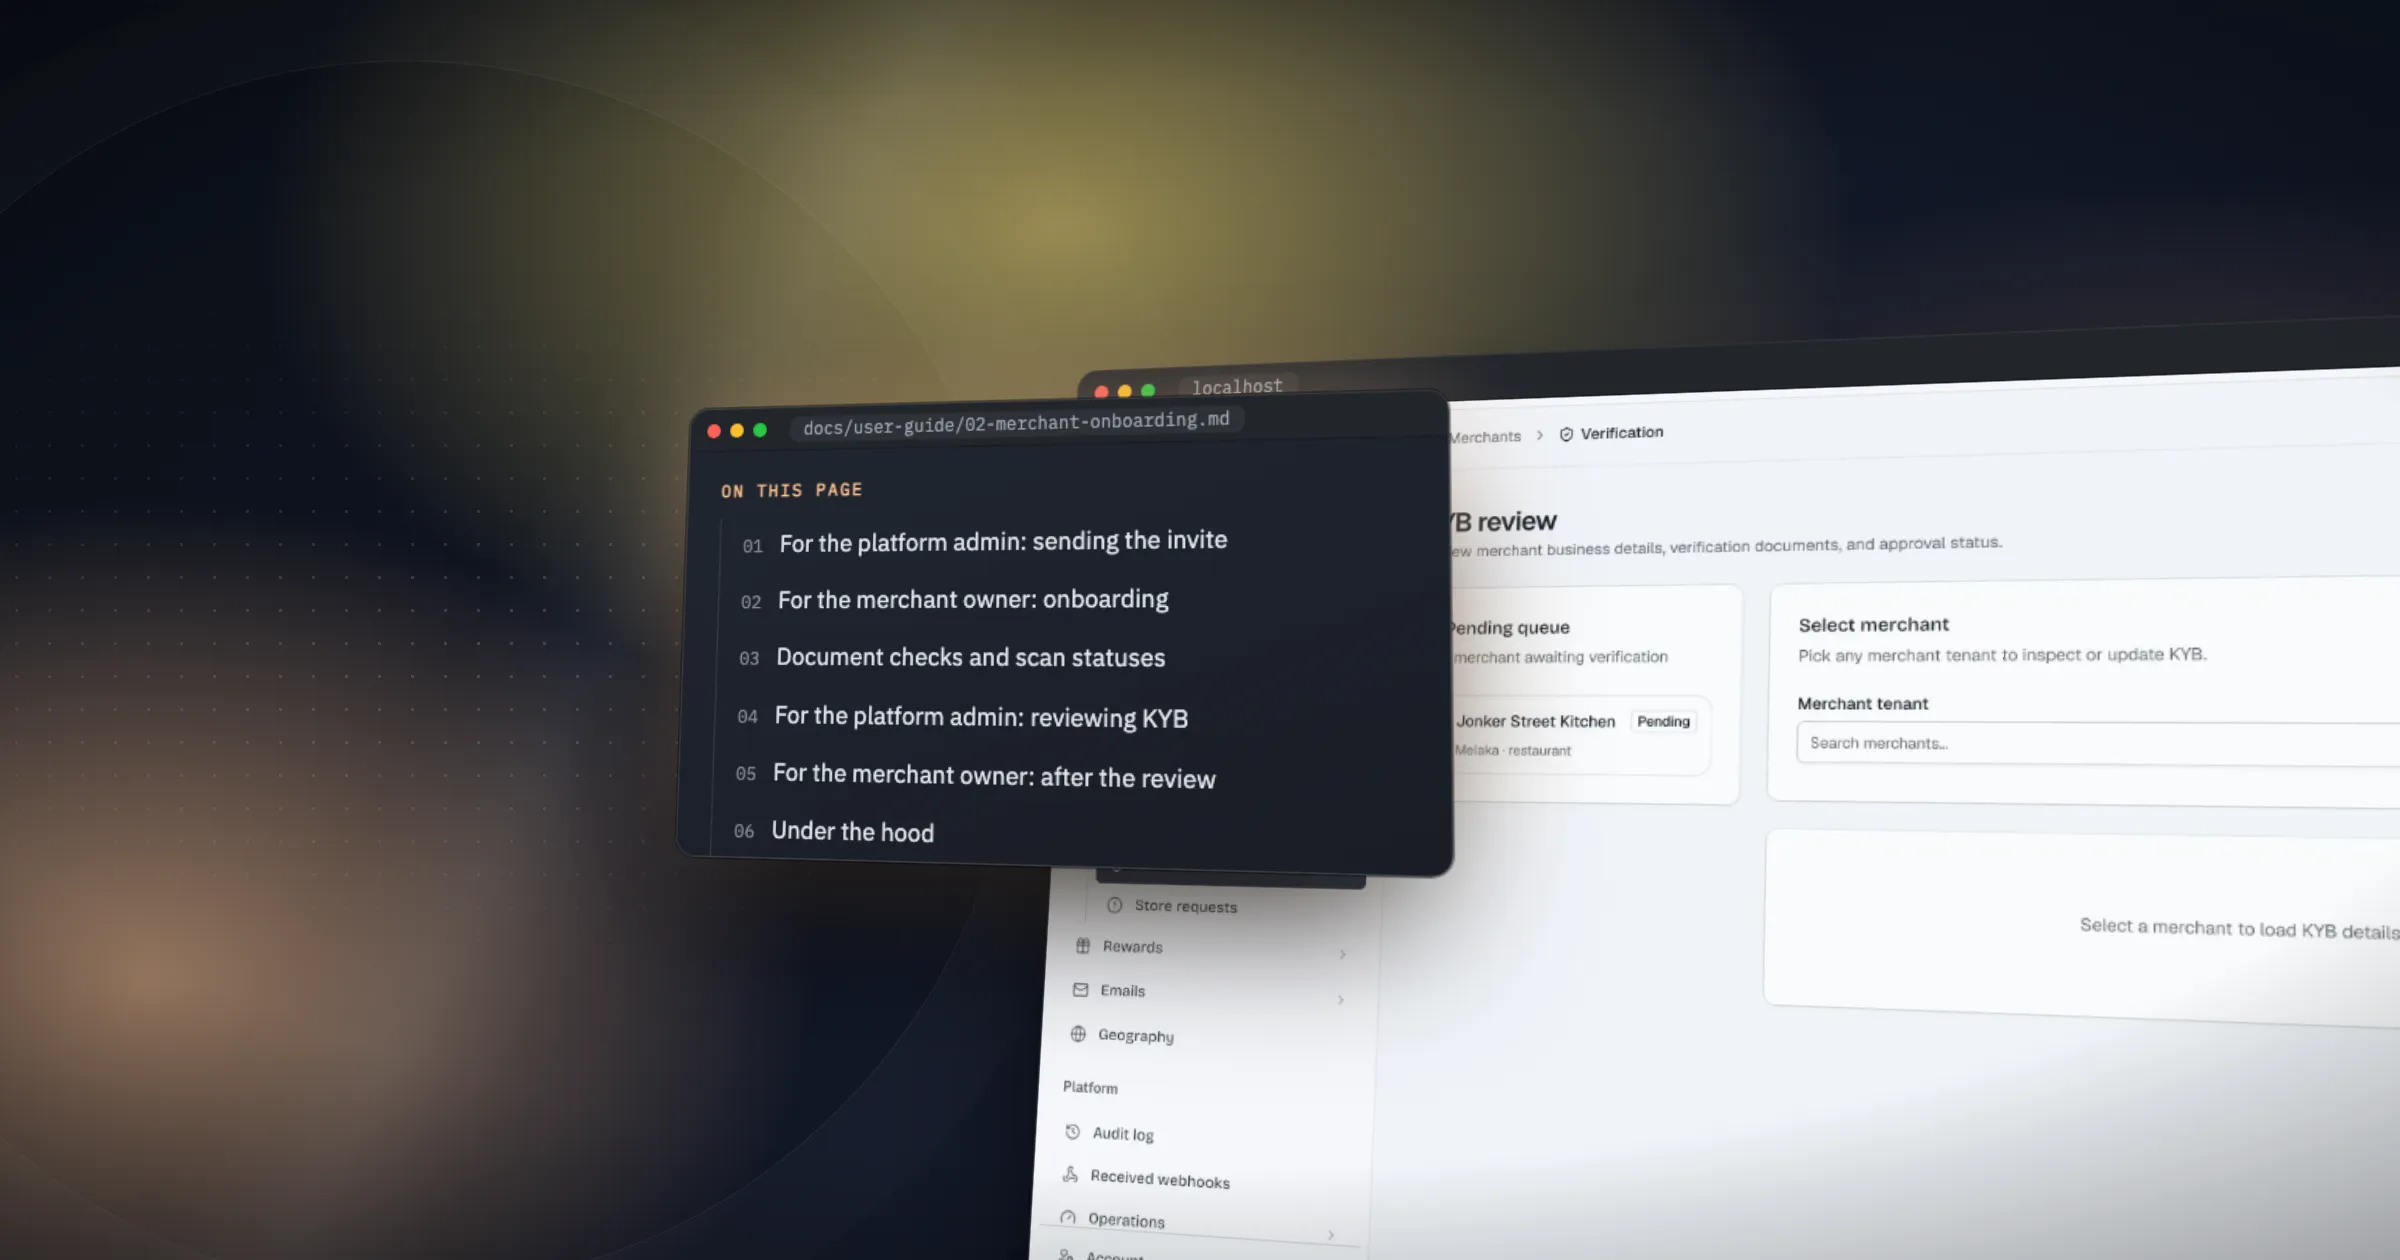 localhost
docs/user-guide/02-merchant-onboarding.md
ON THIS PAGE
01 For the platform admin: sending the invite
02 For the merchant owner: onboarding
03 Document checks and scan statuses
04 For the platform admin: reviewing KYB
05 For the merchant owner: after the review
06 Under the hood
Merchants > Verification
review
merchant business details, verification documents, and approval status.
Pending queue
merchant awaiting verification
Jonker Street Kitchen Pending
Melaka · restaurant
Select merchant
Pick any merchant tenant to inspect or update KYB.
Merchant tenant
Search merchants...
Select a merchant to load KYB details
Store requests
Rewards
Emails
Geography
Platform
Audit log
Received webhooks
Operations